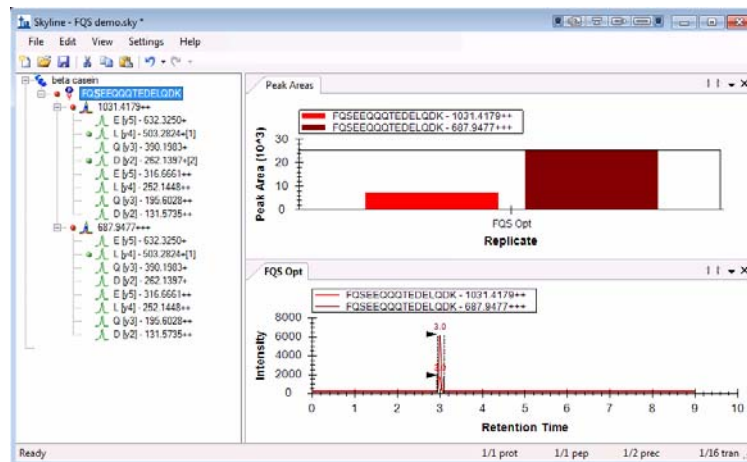 Skyline - FQS demo.sky *
File Edit View Settings Help
beta casein
FQSEEQQQTEDELQDK
1031.4179++
E [y5] - 632.3250+
L [y4] - 503.2824+[1]
Q [y3] - 390.1983+
D [y2] - 262.1397+[2]
E [y5] - 316.6661++
L [y4] - 252.1448++
Q [y3] - 195.6028++
D [y2] - 131.5735++
687.9477+++
E [y5] - 632.3250+
L [y4] - 503.2824+[1]
Q [y3] - 390.1983+
D [y2] - 262.1397+
E [y5] - 316.6661++
L [y4] - 252.1448++
Q [y3] - 195.6028++
D [y2] - 131.5735++
Peak Areas
FQSEEQQQTEDELQDK - 1031.4179++
FQSEEQQQTEDELQDK - 687.9477+++
Peak Area (10^3)
30
20
10
0
FQS Opt
Replicate
FQS Opt
FQSEEQQQTEDELQDK - 1031.4179++
FQSEEQQQTEDELQDK - 687.9477+++
Intensity
8000
6000
4000
2000
0
3.0
0 1 2 3 4 5 6 7 8 9 10
Retention Time
Ready 1/1 prot 1/1 pep 1/2 prec 1/16 tran